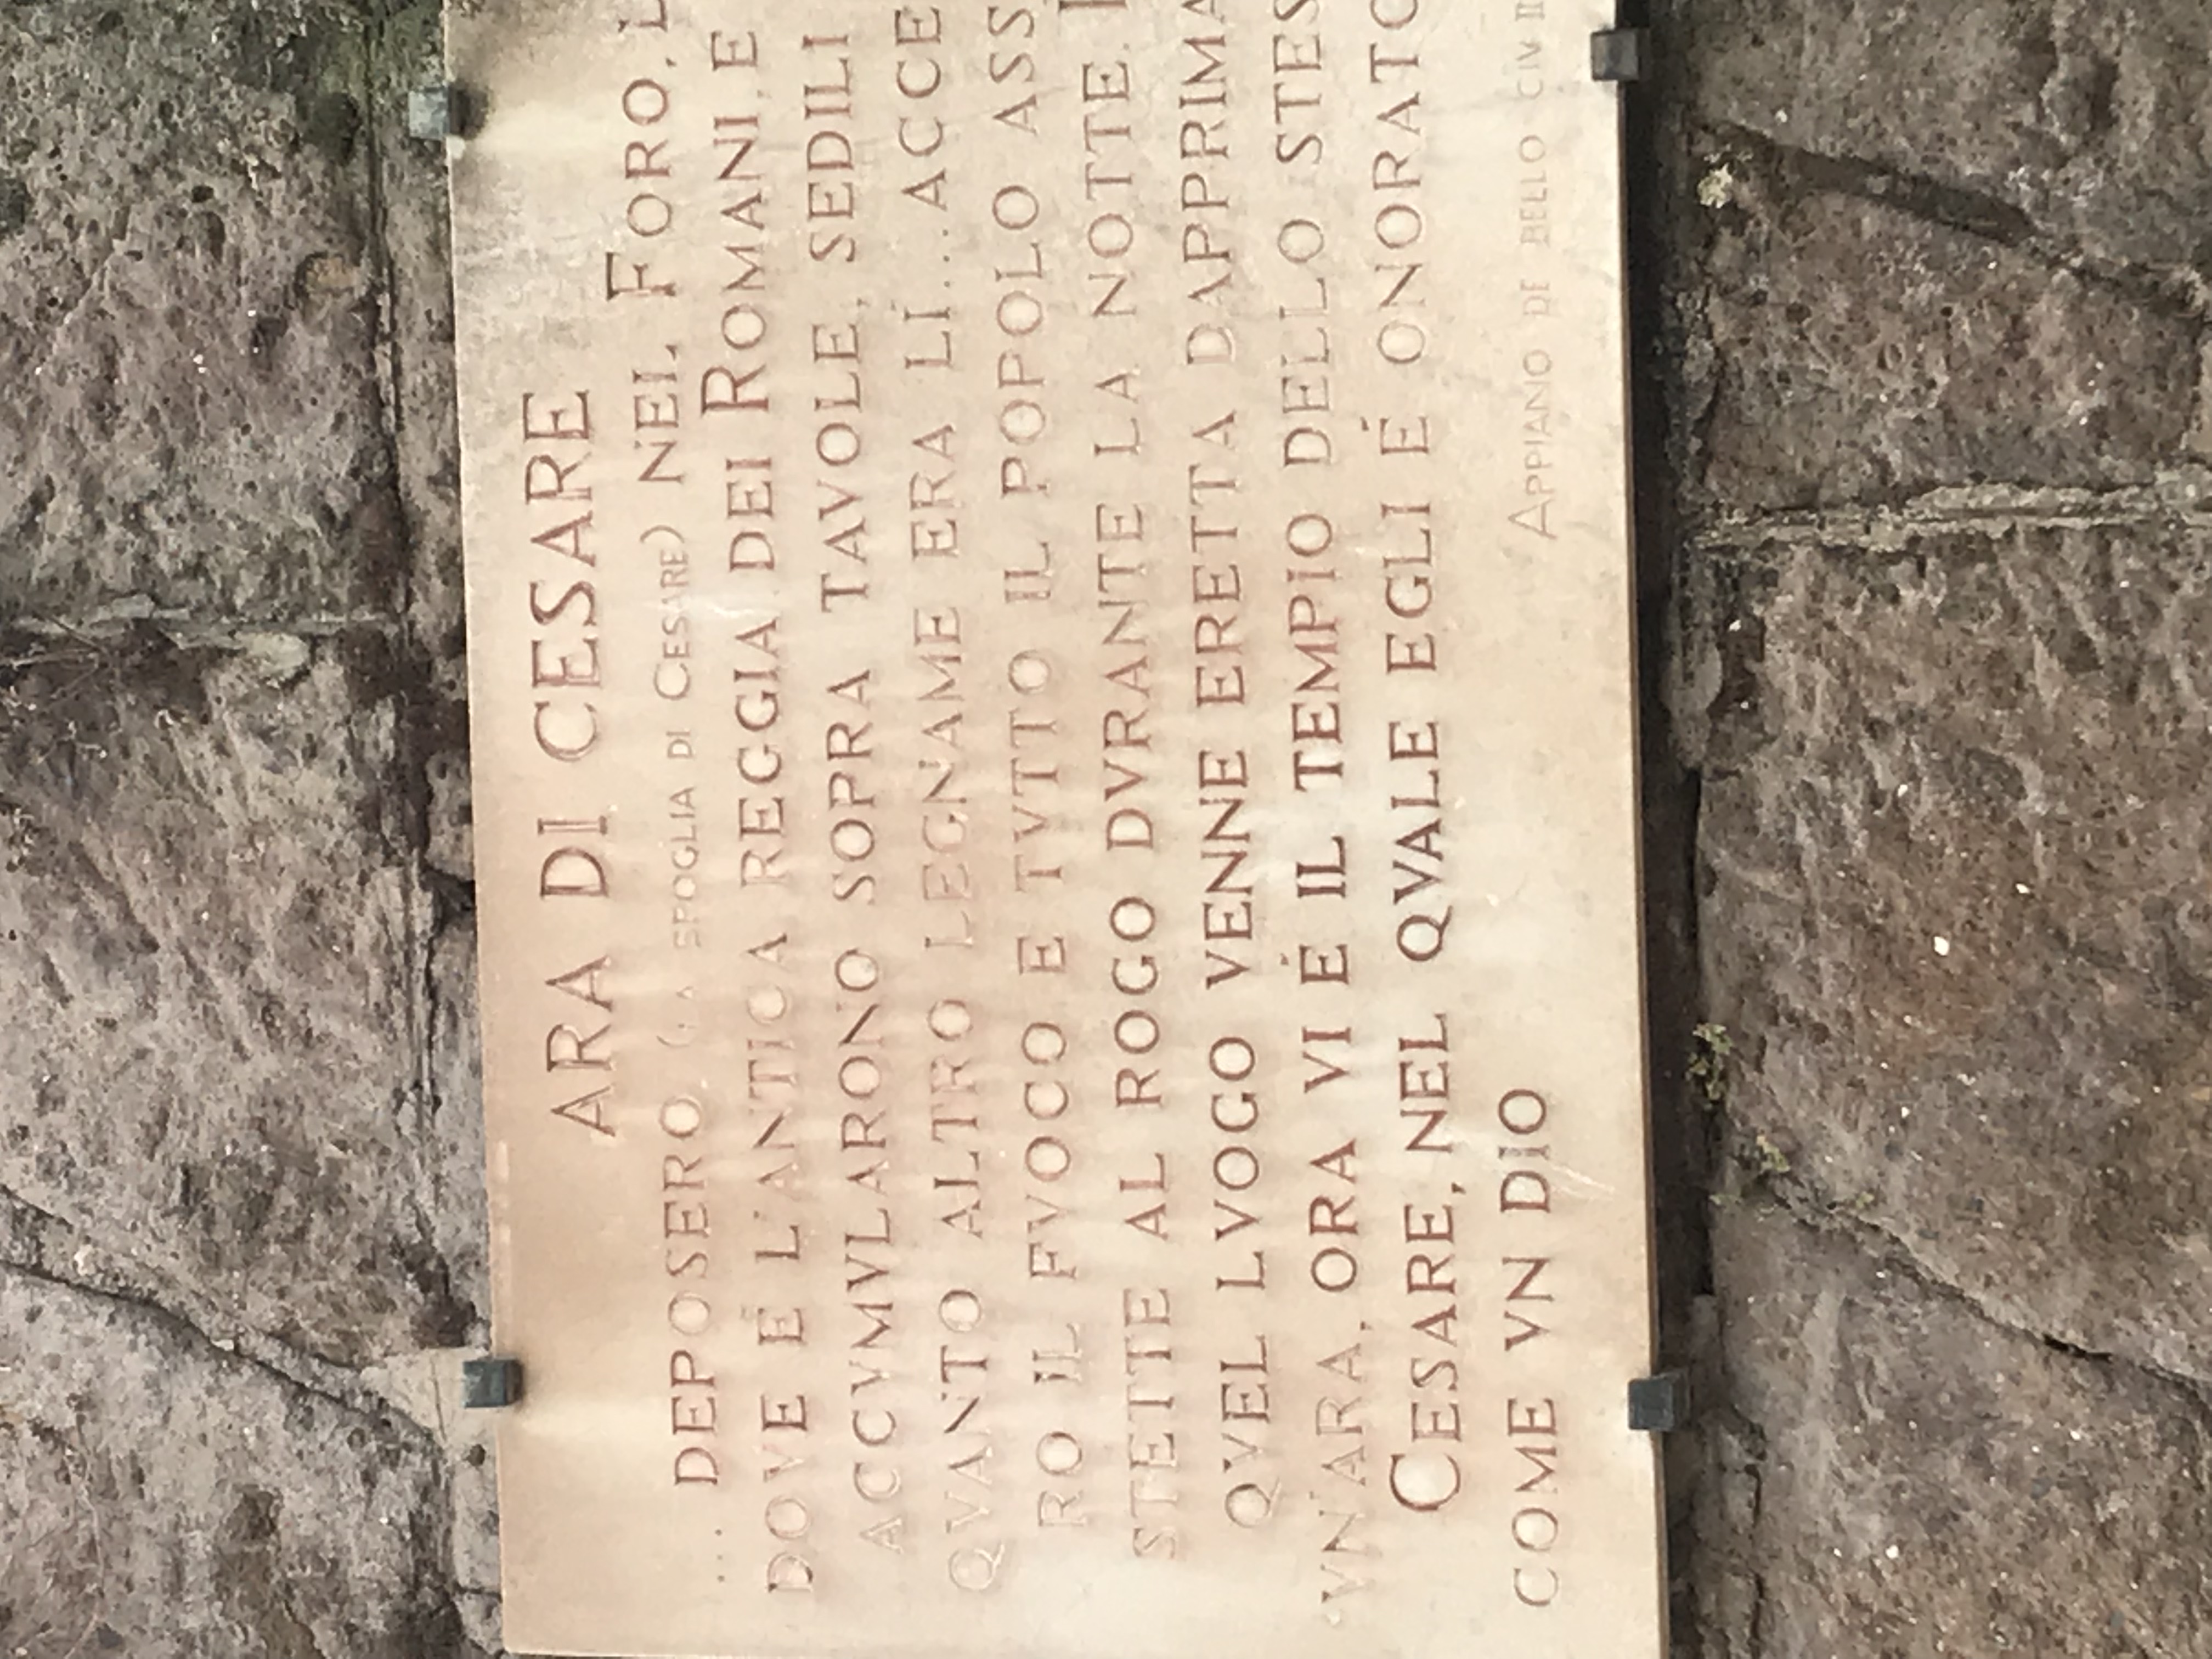 ARA DI CESARE
.... DEPOSERO (LA SPOGLIA DI CESARE) NEL FORO, L
DOVE È L'ANTICA REGGIA DEI ROMANI, E
ACCVMVLARONO SOPRA TAVOLE, SEDILI
QVANTO ALTRO LEGNAME ERA LÌ... ACCE
RO IL FVOCO E TVTTO IL POPOLO ASS
STETTE AL ROGO DVRANTE LA NOTTE.
QVEL LVOGO VENNE ERETTA DAPPRIMA
VN'ARA, ORA VI È IL TEMPIO DELLO STES
CESARE, NEL QVALE EGLI È ONORATO
COME VN DIO
APPIANO DE BELLO CIV II